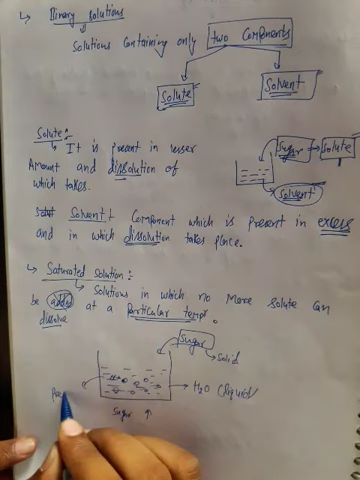 ↳ Binary solutions
Solutions containing only two components
Solute
Solvent
Solute:
↳ It is present in lesser
Amount and dissolution of
which takes.
Sugar → Solute
Solvent
Solvent: Component which is present in excess
and in which dissolution takes place.
↳ Saturated solution:-
↳ Solutions in which no more solute can
be added at a particular temp.
dissolve
Sugar
→ Solid
→ H2O (liquid)
Sugar ↑